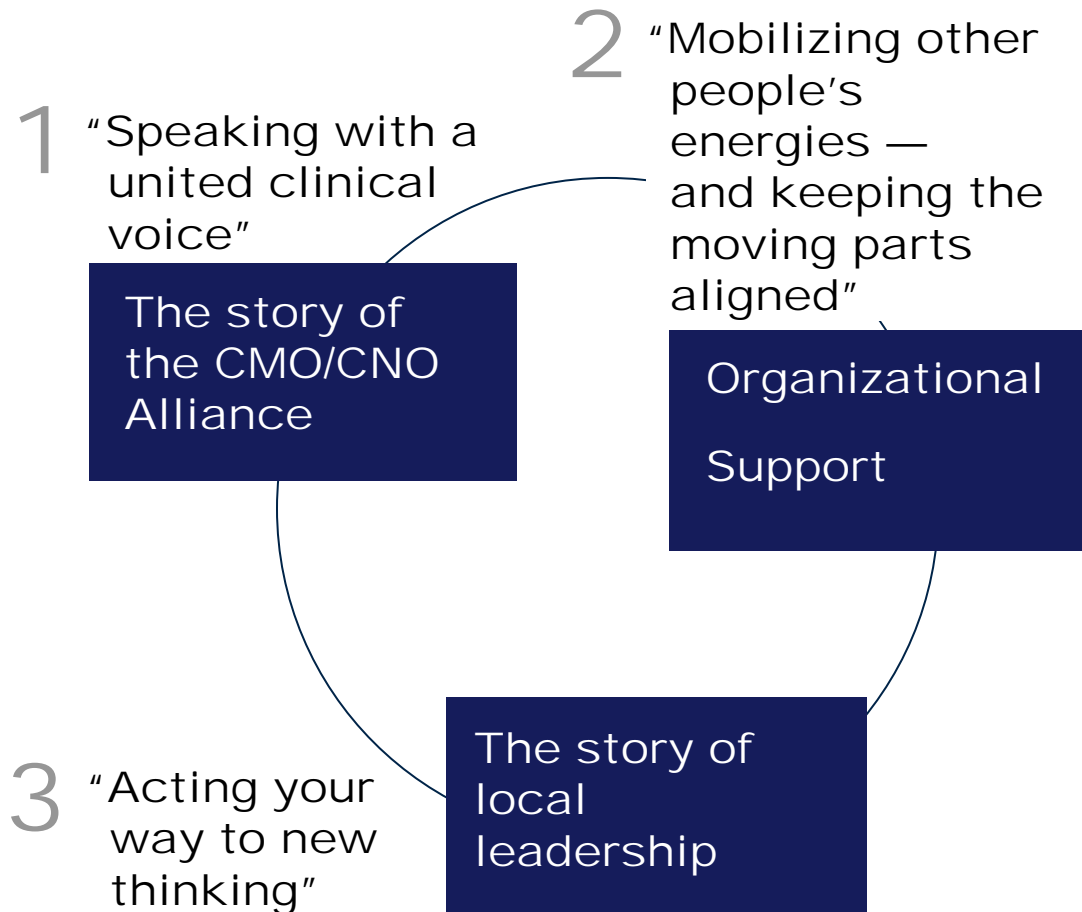 1
“Speaking with a
united clinical
voice”
The story of
the CMO/CNO
Alliance
2
“Mobilizing other
people’s
energies —
and keeping the
moving parts
aligned”
Organizational
Support
3
“Acting your
way to new
thinking”
The story of
local
leadership